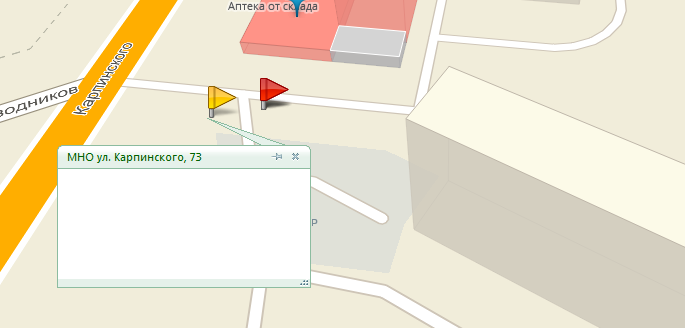 Аптека от склада
Карпинского
водников
МНО ул. Карпинского, 73
Р